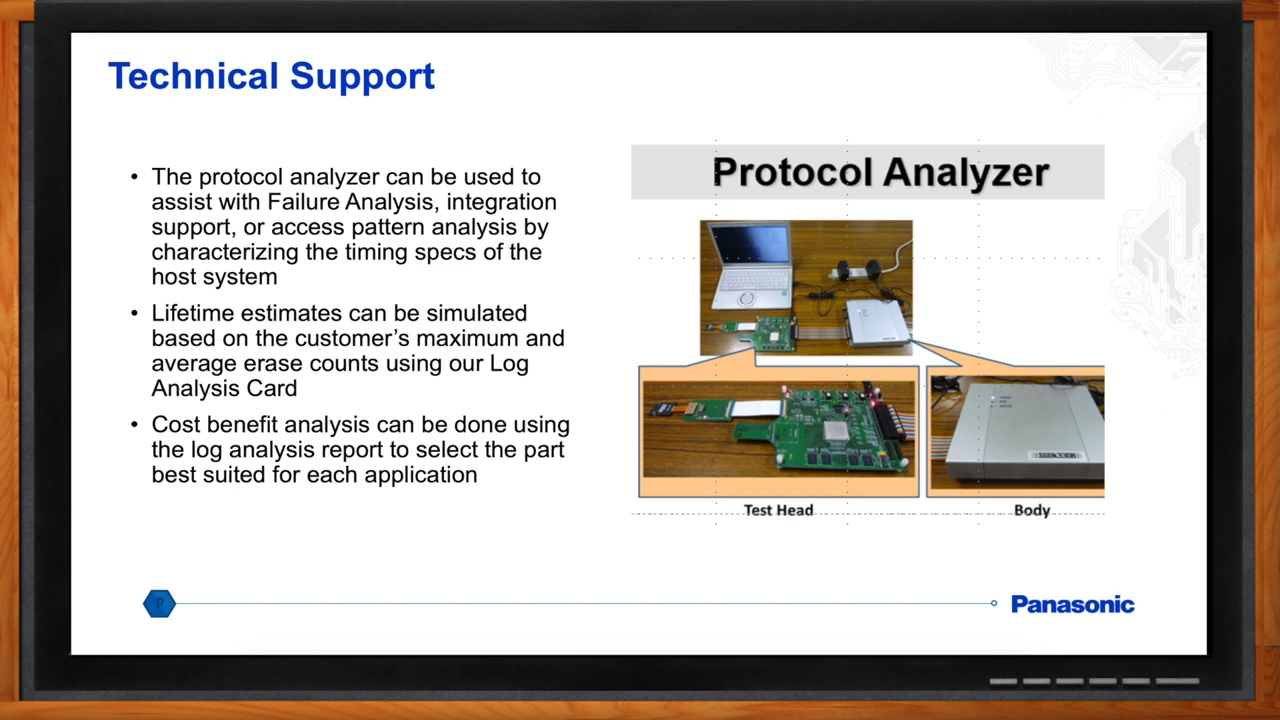 Technical Support
• The protocol analyzer can be used to
assist with Failure Analysis, integration
support, or access pattern analysis by
characterizing the timing specs of the
host system
• Lifetime estimates can be simulated
based on the customer’s maximum and
average erase counts using our Log
Analysis Card
• Cost benefit analysis can be done using
the log analysis report to select the part
best suited for each application
Protocol Analyzer
Test Head
Body
P
Panasonic